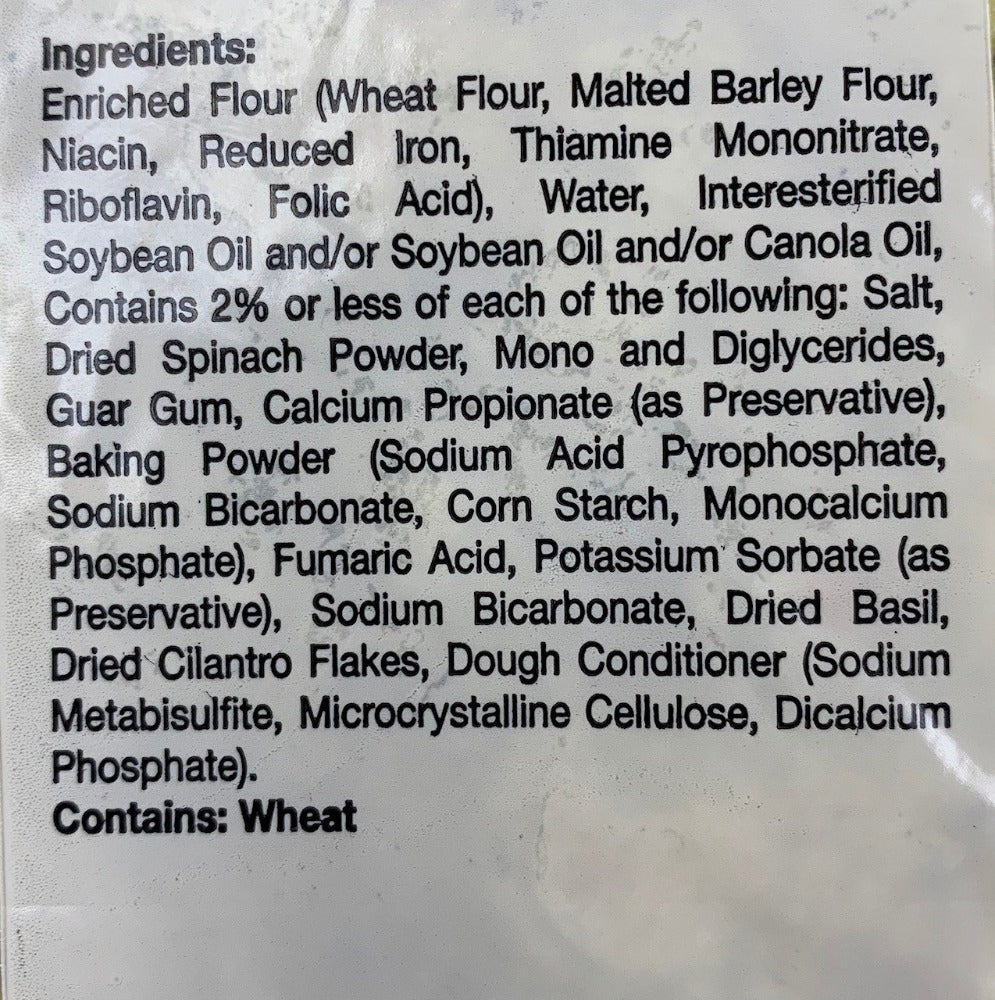 Ingredients:
Enriched Flour (Wheat Flour, Malted Barley Flour,
Niacin, Reduced Iron, Thiamine Mononitrate,
Riboflavin, Folic Acid), Water, Interesterified
Soybean Oil and/or Soybean Oil and/or Canola Oil,
Contains 2% or less of each of the following: Salt,
Dried Spinach Powder, Mono and Diglycerides,
Guar Gum, Calcium Propionate (as Preservative),
Baking Powder (Sodium Acid Pyrophosphate,
Sodium Bicarbonate, Corn Starch, Monocalcium
Phosphate), Fumaric Acid, Potassium Sorbate (as
Preservative), Sodium Bicarbonate, Dried Basil,
Dried Cilantro Flakes, Dough Conditioner (Sodium
Metabisulfite, Microcrystalline Cellulose, Dicalcium
Phosphate).
Contains: Wheat